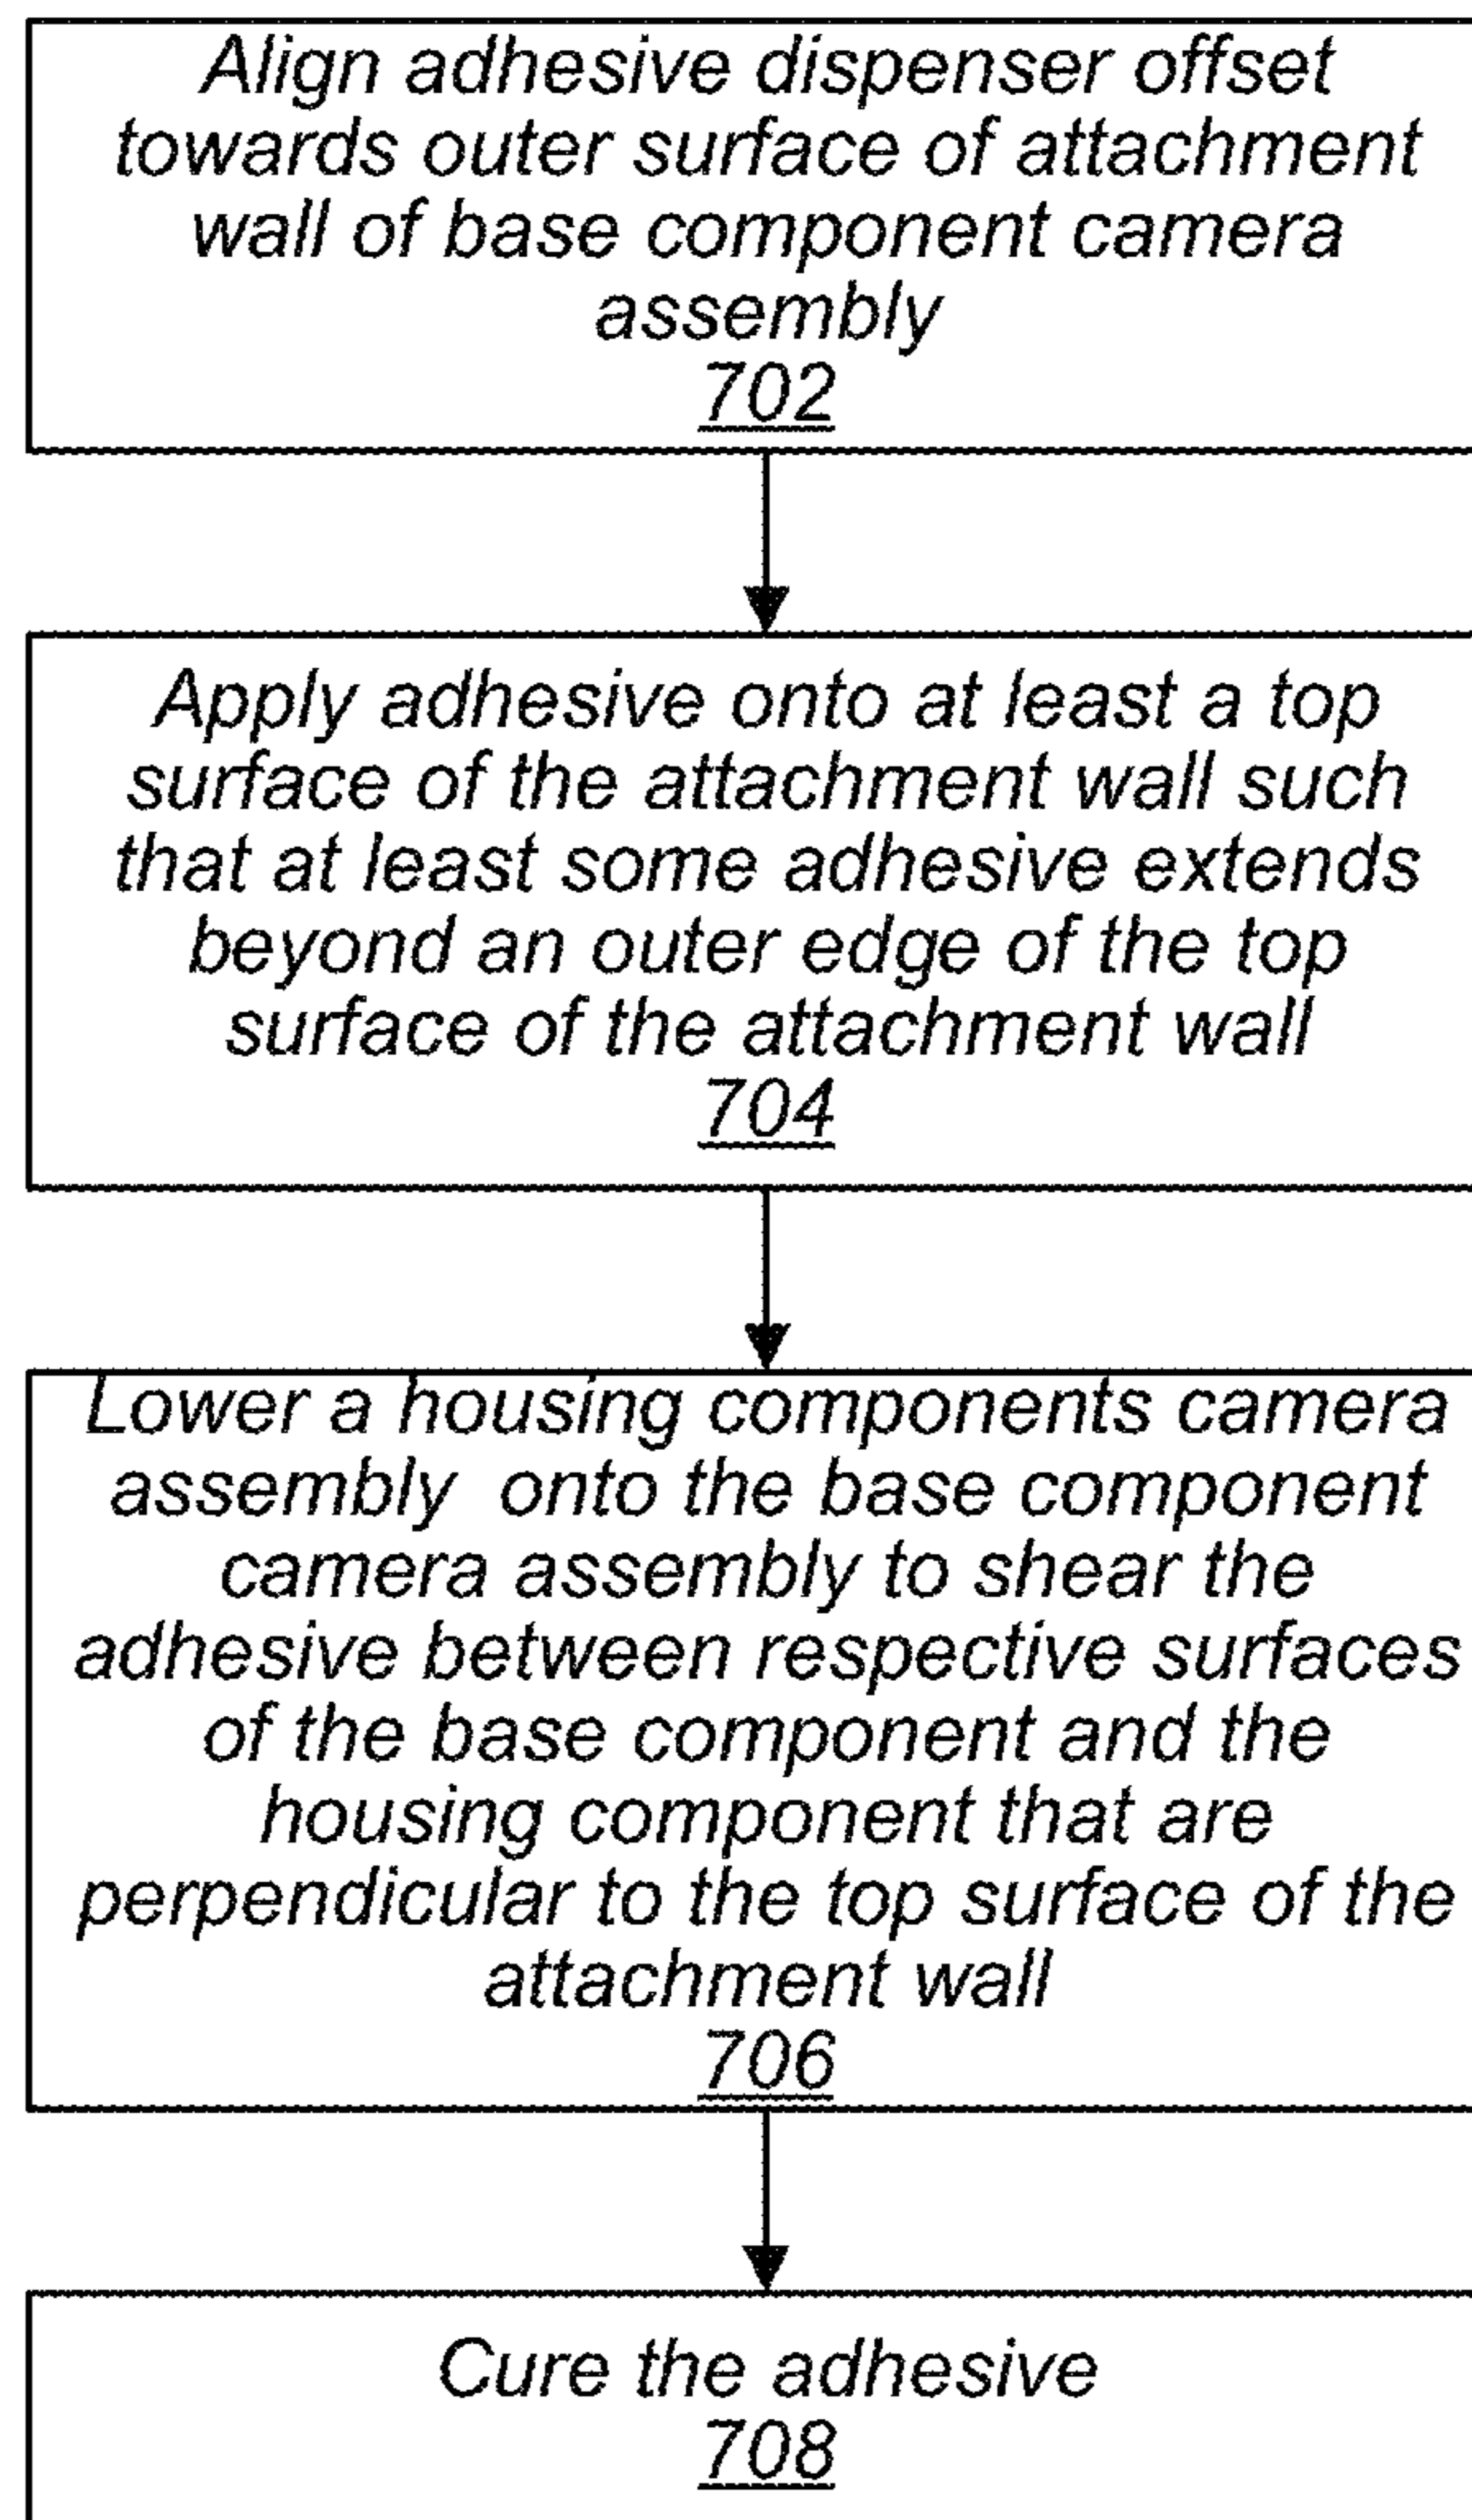 Align adhesive dispenser offset
towards outer surface of attachment
wall of base component camera
assembly
702
Apply adhesive onto at least a top
surface of the attachment wall such
that at least some adhesive extends
beyond an outer edge of the top
surface of the attachment wall
704
Lower a housing components camera
assembly onto the base component
camera assembly to shear the
adhesive between respective surfaces
of the base component and the
housing component that are
perpendicular to the top surface of the
attachment wall
706
Cure the adhesive
708